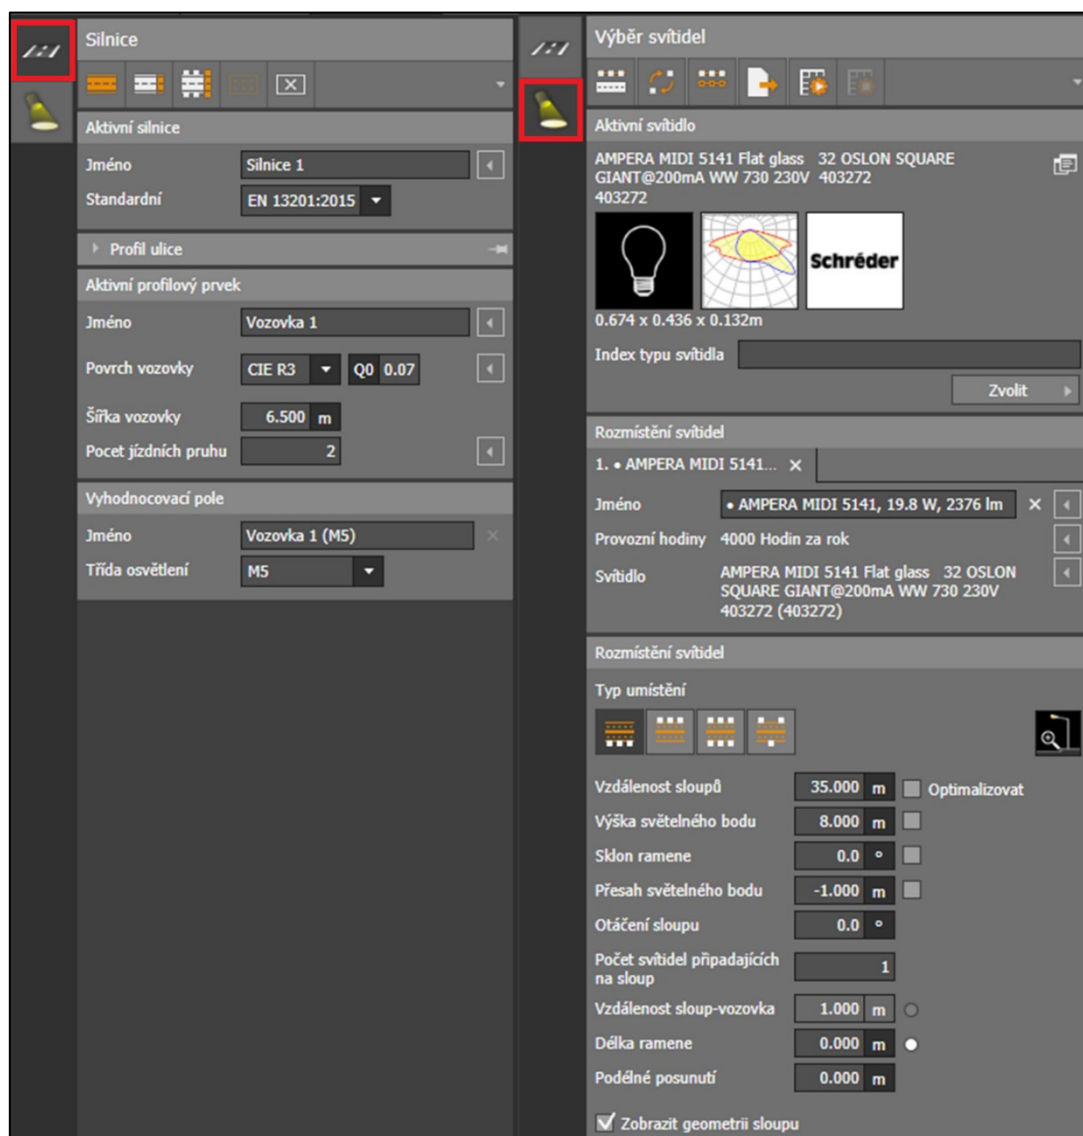 Silnice
Aktivní silnice
Jméno Silnice 1
Standardní EN 13201:2015
Profil ulice
Aktivní profilový prvek
Jméno Vozovka 1
Povrch vozovky CIE R3 Q0 0.07
Šířka vozovky 6.500 m
Pocet jízdních pruhu 2
Vyhodnocovací pole
Jméno Vozovka 1 (M5)
Třída osvětlení M5
Výběr svítidel
Aktivní svítidlo
AMPERA MIDI 5141 Flat glass 32 OSLON SQUARE
GIANT@200mA WW 730 230V 403272
403272
Schréder
0.674 x 0.436 x 0.132m
Index typu svítidla
Zvolit
Rozmístění svítidel
1. • AMPERA MIDI 5141...
Jméno • AMPERA MIDI 5141, 19.8 W, 2376 lm
Provozní hodiny 4000 Hodin za rok
Svítidlo AMPERA MIDI 5141 Flat glass 32 OSLON
SQUARE GIANT@200mA WW 730 230V
403272 (403272)
Rozmístění svítidel
Typ umístění
Vzdálenost sloupů 35.000 m Optimalizovat
Výška světelného bodu 8.000 m
Sklon ramene 0.0 °
Přesah světelného bodu -1.000 m
Otáčení sloupu 0.0 °
Počet svítidel připadajících
na sloup 1
Vzdálenost sloup-vozovka 1.000 m
Délka ramene 0.000 m
Podélné posunutí 0.000 m
Zobrazit geometrii sloupu